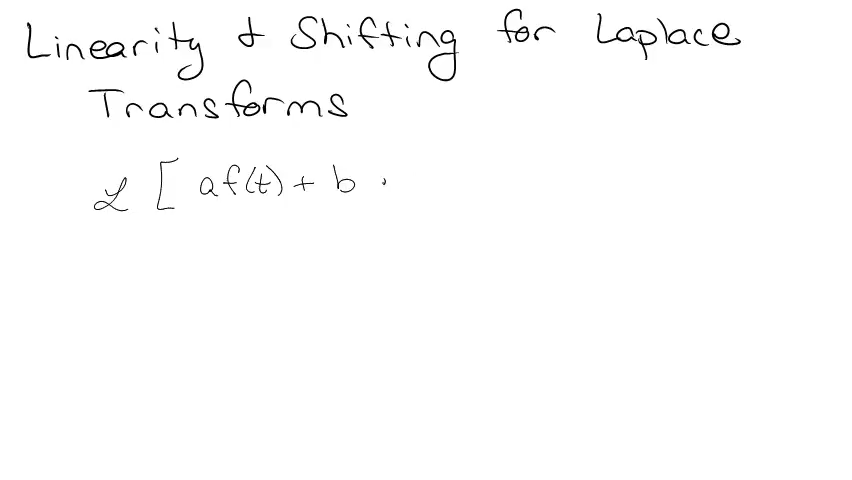 Linearity & Shifting for Laplace
Transforms
ℒ [ af(t) + b